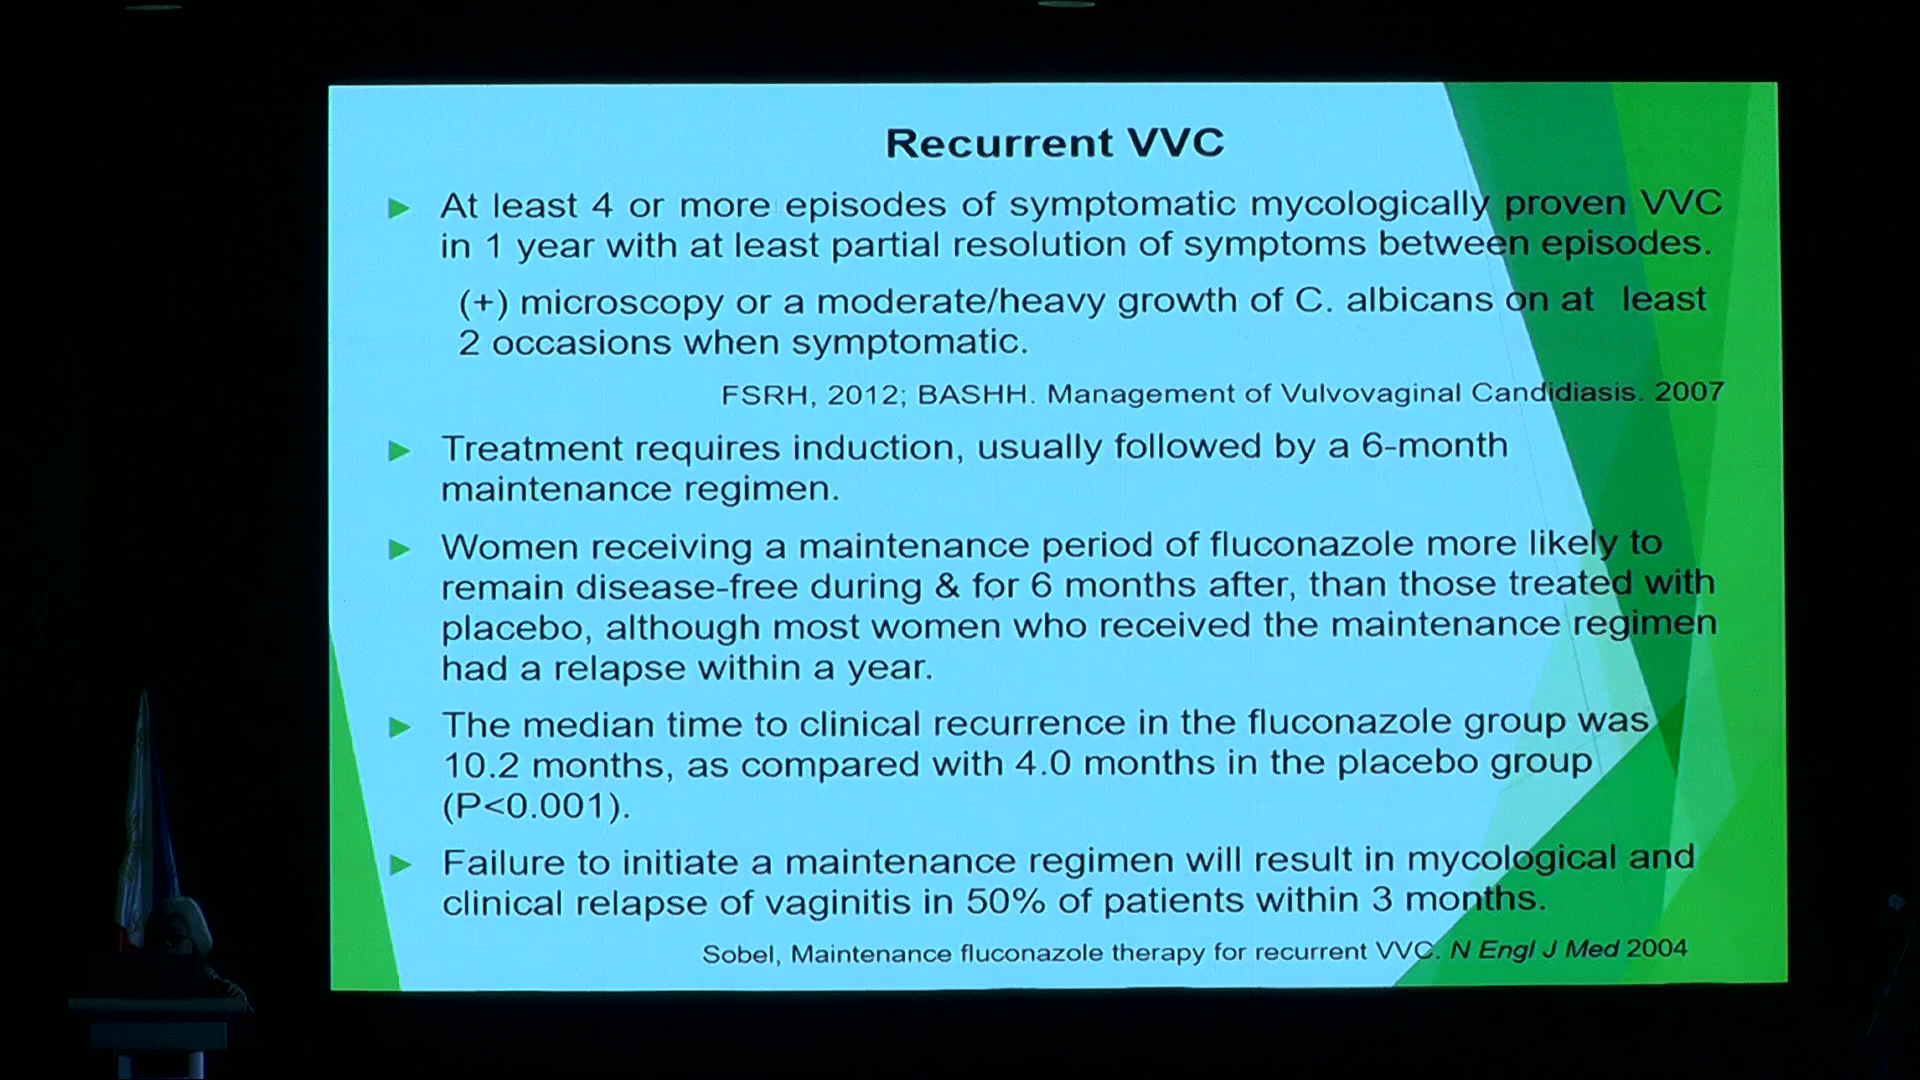 Recurrent VVC
At least 4 or more episodes of symptomatic mycologically proven VVC
in 1 year with at least partial resolution of symptoms between episodes.
(+) microscopy or a moderate/heavy growth of C. albicans on at least
2 occasions when symptomatic.
FSRH, 2012; BASHH. Management of Vulvovaginal Candidiasis. 2007
Treatment requires induction, usually followed by a 6-month
maintenance regimen.
Women receiving a maintenance period of fluconazole more likely to
remain disease-free during & for 6 months after, than those treated with
placebo, although most women who received the maintenance regimen
had a relapse within a year.
The median time to clinical recurrence in the fluconazole group was
10.2 months, as compared with 4.0 months in the placebo group
(P<0.001).
Failure to initiate a maintenance regimen will result in mycological and
clinical relapse of vaginitis in 50% of patients within 3 months.
Sobel, Maintenance fluconazole therapy for recurrent VVC. N Engl J Med 2004